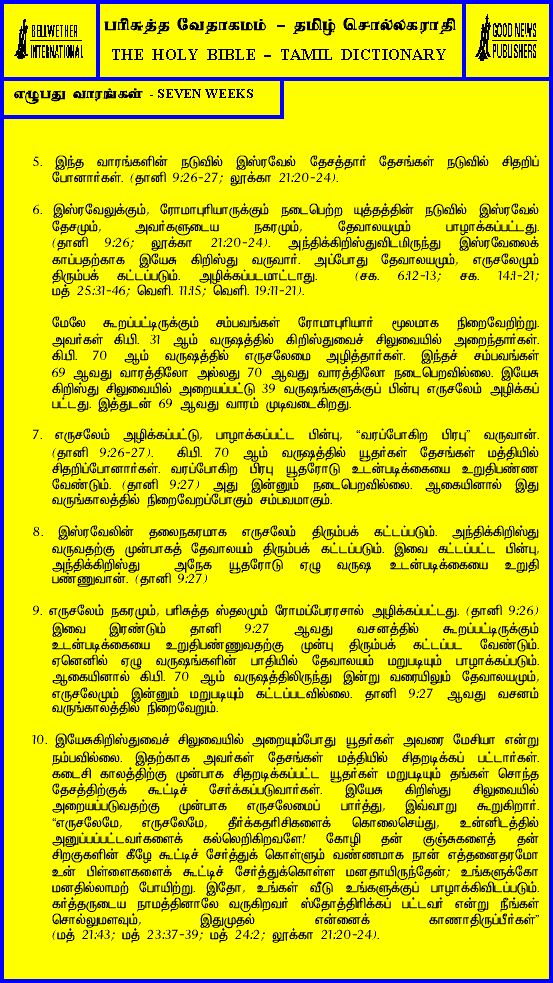 BELLWETHER
INTERNATIONAL
பரிசுத்த வேதாகமம் – தமிழ் சொல்லகராதி
THE HOLY BIBLE – TAMIL DICTIONARY
GOOD NEWS
PUBLISHERS
எழுபது வாரங்கள் - SEVEN WEEKS
5. இந்த வாரங்களின் நடுவில் இஸ்ரவேல் தேசத்தார் தேசங்கள் நடுவில் சிதறிப்
போனார்கள். (தானி 9:26-27; லூக்கா 21:20-24).
6. இஸ்ரவேலுக்கும், ரோமாபுரியாருக்கும் நடைபெற்ற யுத்தத்தின் நடுவில் இஸ்ரவேல்
தேசமும், அவர்களுடைய நகரமும், தேவாலயமும் பாழாக்கப்பட்டது.
(தானி 9:26; லூக்கா 21:20-24). அந்திக்கிறிஸ்துவிடமிருந்து இஸ்ரவேலைக்
காப்பதற்காக இயேசு கிறிஸ்து வருவார். அப்போது தேவாலயமும், எருசலேமும்
திரும்பக் கட்டப்படும். அழிக்கப்படமாட்டாது. (சக. 6:12-13; சக. 14:1-21;
மத் 25:31-46; வெளி. 11:15; வெளி. 19:11-21).
மேலே கூறப்பட்டிருக்கும் சம்பவங்கள் ரோமாபுரியார் மூலமாக நிறைவேறிற்று.
அவர்கள் கி.பி. 31 ஆம் வருஷத்தில் கிறிஸ்துவைச் சிலுவையில் அறைந்தார்கள்.
கி.பி. 70 ஆம் வருஷத்தில் எருசலேமை அழித்தார்கள். இந்தச் சம்பவங்கள்
69 ஆவது வாரத்திலோ அல்லது 70 ஆவது வாரத்திலோ நடைபெறவில்லை. இயேசு
கிறிஸ்து சிலுவையில் அறையப்பட்டு 39 வருஷங்களுக்குப் பின்பு எருசலேம் அழிக்கப்
பட்டது. இத்துடன் 69 ஆவது வாரம் முடிவடைகிறது.
7. எருசலேம் அழிக்கப்பட்டு, பாழாக்கப்பட்ட பின்பு, “வரப்போகிற பிரபு” வருவான்.
(தானி 9:26-27). கி.பி. 70 ஆம் வருஷத்தில் யூதர்கள் தேசங்கள் மத்தியில்
சிதறிப்போனார்கள். வரப்போகிற பிரபு யூதரோடு உடன்படிக்கையை உறுதிபண்ண
வேண்டும். (தானி 9:27) அது இன்னும் நடைபெறவில்லை. ஆகையினால் இது
வருங்காலத்தில் நிறைவேறப்போகும் சம்பவமாகும்.
8. இஸ்ரவேலின் தலைநகரமாக எருசலேம் திரும்பக் கட்டப்படும். அந்திக்கிறிஸ்து
வருவதற்கு முன்பாகத் தேவாலயம் திரும்பக் கட்டப்படும். இவை கட்டப்பட்ட பின்பு,
அந்திக்கிறிஸ்து அநேக யூதரோடு ஏழு வருஷ உடன்படிக்கையை உறுதி
பண்ணுவான். (தானி 9:27)
9. எருசலேம் நகரமும், பரிசுத்த ஸ்தலமும் ரோமப்பேரரசால் அழிக்கப்பட்டது. (தானி 9:26)
இவை இரண்டும் தானி 9:27 ஆவது வசனத்தில் கூறப்பட்டிருக்கும்
உடன்படிக்கையை உறுதிபண்ணுவதற்கு முன்பு திரும்பக் கட்டப்பட வேண்டும்.
ஏனெனில் ஏழு வருஷங்களின் பாதியில் தேவாலயம் மறுபடியும் பாழாக்கப்படும்.
ஆகையினால் கி.பி. 70 ஆம் வருஷத்திலிருந்து இன்று வரையிலும் தேவாலயமும்,
எருசலேமும் இன்னும் மறுபடியும் கட்டப்படவில்லை. தானி 9:27 ஆவது வசனம்
வருங்காலத்தில் நிறைவேறும்.
10. இயேசுகிறிஸ்துவைச் சிலுவையில் அறையும்போது யூதர்கள் அவரை மேசியா என்று
நம்பவில்லை. இதற்காக அவர்கள் தேசங்கள் மத்தியில் சிதறடிக்கப் பட்டார்கள்.
கடைசி காலத்திற்கு முன்பாக சிதறடிக்கப்பட்ட யூதர்கள் மறுபடியும் தங்கள் சொந்த
தேசத்திற்குக் கூட்டிச் சேர்க்கப்படுவார்கள். இயேசு கிறிஸ்து சிலுவையில்
அறையப்படுவதற்கு முன்பாக எருசலேமைப் பார்த்து, இவ்வாறு கூறுகிறார்.
“எருசலேமே, எருசலேமே, தீர்க்கதரிசிகளைக் கொலைசெய்து, உன்னிடத்தில்
அனுப்பப்பட்டவர்களைக் கல்லெறிகிறவளே! கோழி தன் குஞ்சுகளைத் தன்
சிறகுகளின் கீழே கூட்டிச் சேர்த்துக் கொள்ளும் வண்ணமாக நான் எத்தனைதரமோ
உன் பிள்ளைகளைக் கூட்டிச் சேர்த்துக்கொள்ள மனதாயிருந்தேன்; உங்களுக்கோ
மனதில்லாமற் போயிற்று. இதோ, உங்கள் வீடு உங்களுக்குப் பாழாக்கிவிடப்படும்.
கர்த்தருடைய நாமத்தினாலே வருகிறவர் ஸ்தோத்திரிக்கப் பட்டவர் என்று நீங்கள்
சொல்லுமளவும், இதுமுதல் என்னைக் காணாதிருப்பீர்கள்”
(மத் 21:43; மத் 23:37-39; மத் 24:2; லூக்கா 21:20-24).